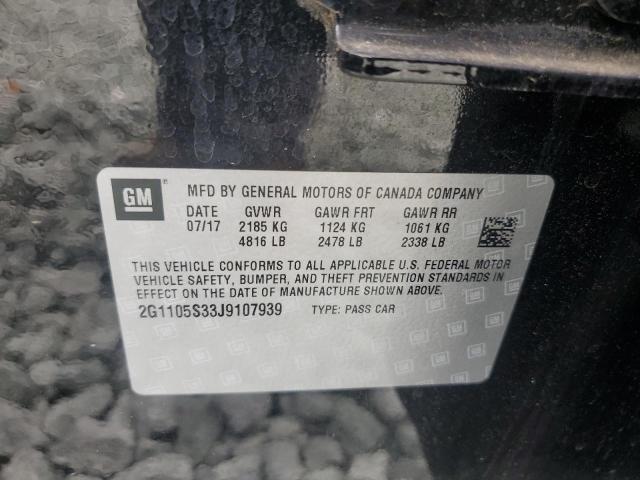 GM MFD BY GENERAL MOTORS OF CANADA COMPANY
DATE GVWR GAWR FRT GAWR RR
07/17 2185 KG 1124 KG 1061 KG
4816 LB 2478 LB 2338 LB
THIS VEHICLE CONFORMS TO ALL APPLICABLE U.S. FEDERAL MOTOR
VEHICLE SAFETY, BUMPER, AND THEFT PREVENTION STANDARDS IN
EFFECT ON THE DATE OF MANUFACTURE SHOWN ABOVE.
2G1105S33J9107939 TYPE: PASS CAR